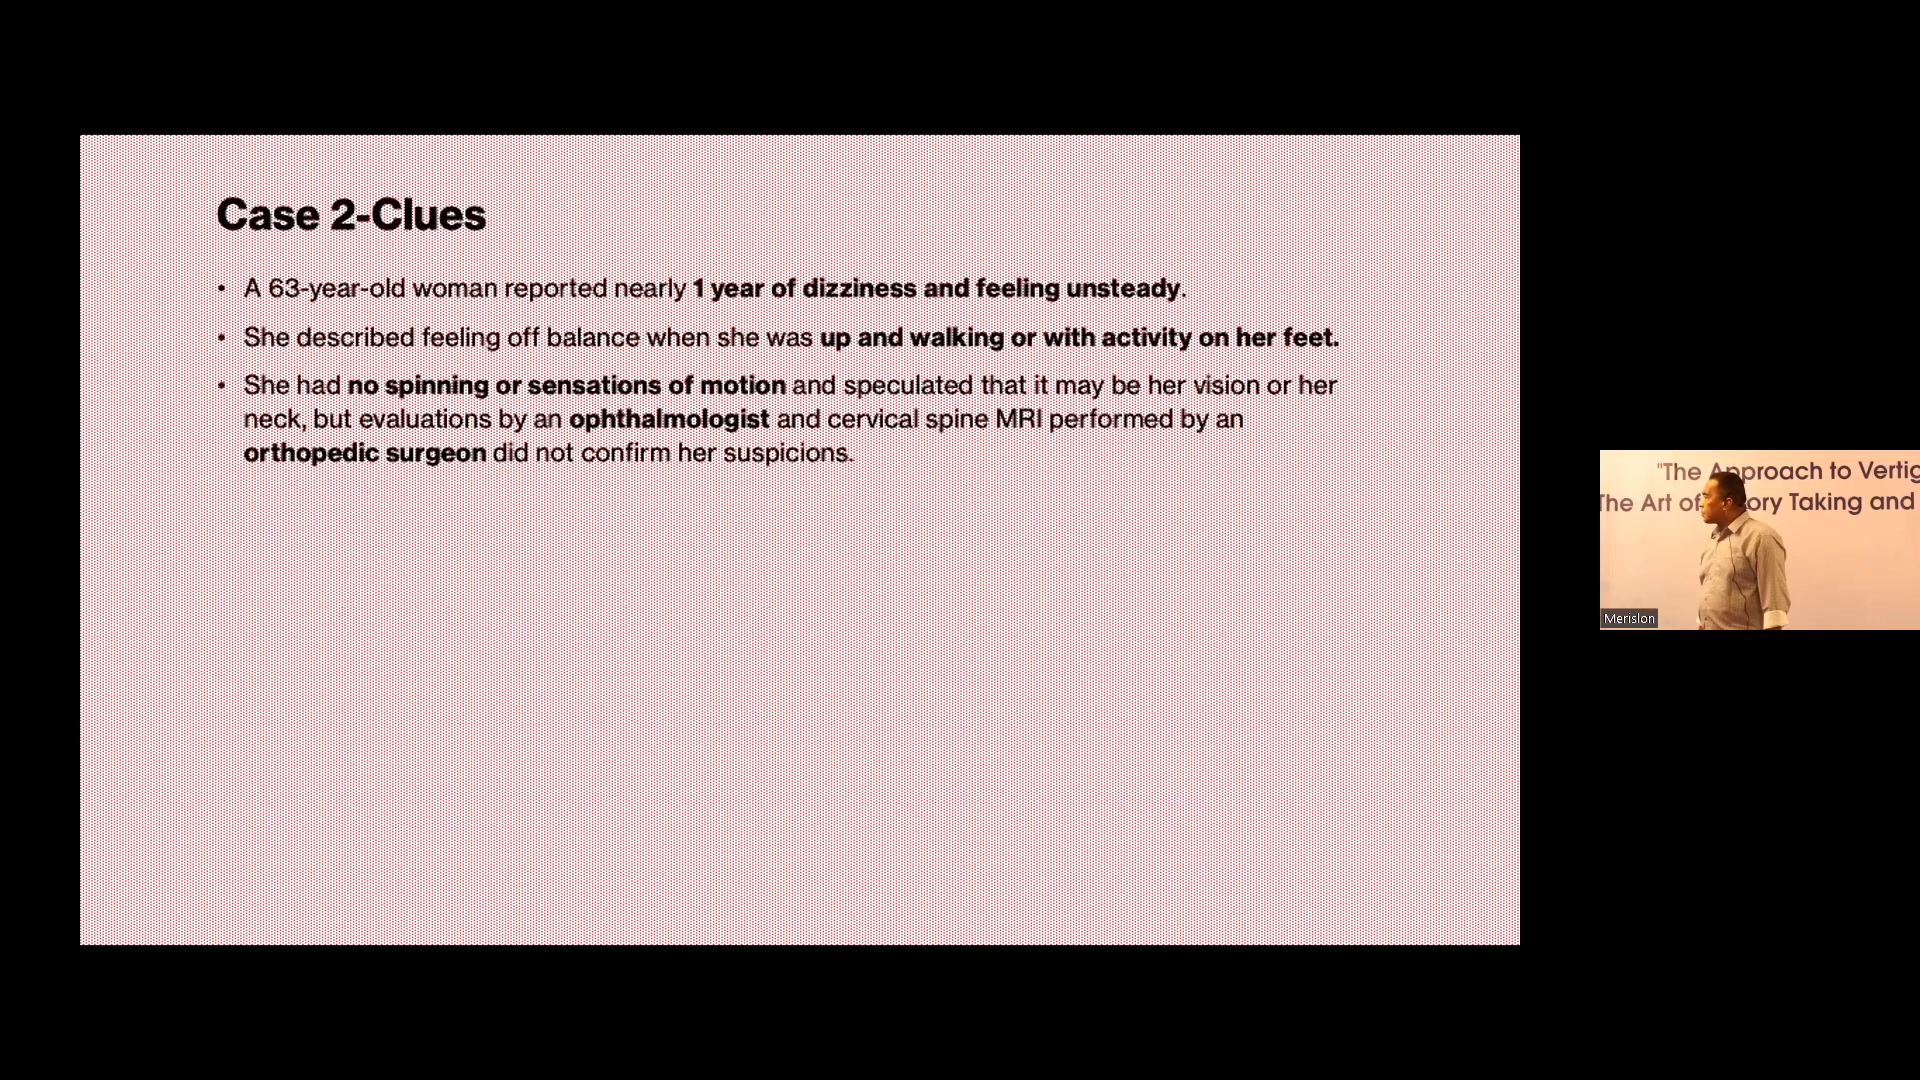 Case 2-Clues
• A 63-year-old woman reported nearly 1 year of dizziness and feeling unsteady.
• She described feeling off balance when she was up and walking or with activity on her feet.
• She had no spinning or sensations of motion and speculated that it may be her vision or her
neck, but evaluations by an ophthalmologist and cervical spine MRI performed by an
orthopedic surgeon did not confirm her suspicions.
"The Approach to Vertig
The Art of ory Taking and
Merislon